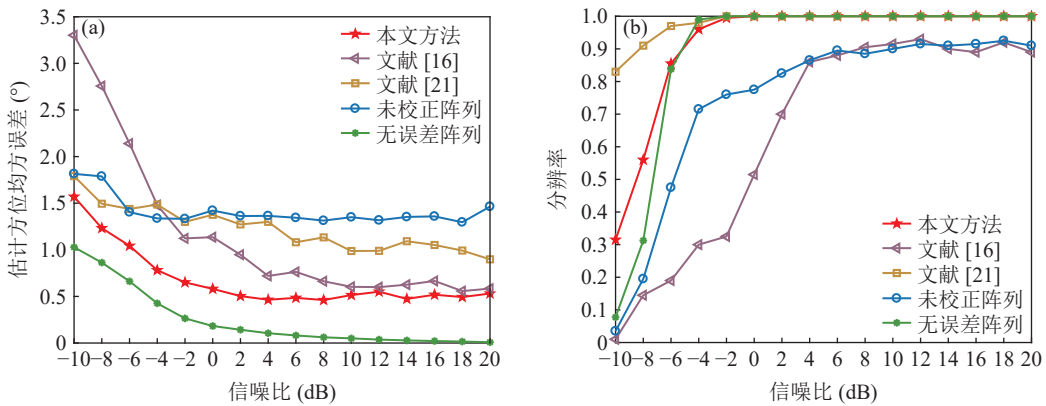 (a)
本文方法
文献 [16]
文献 [21]
未校正阵列
无误差阵列
3.5
3.0
2.5
2.0
1.5
1.0
0.5
0
估计方位均方误差 (°)
−10 −8 −6 −4 −2 0 2 4 6 8 10 12 14 16 18 20
信噪比 (dB)
(b)
1.0
0.9
0.8
0.7
0.6
0.5
0.4
0.3
0.2
0.1
0
分辨率
本文方法
文献 [16]
文献 [21]
未校正阵列
无误差阵列
−10 −8 −6 −4 −2 0 2 4 6 8 10 12 14 16 18 20
信噪比 (dB)